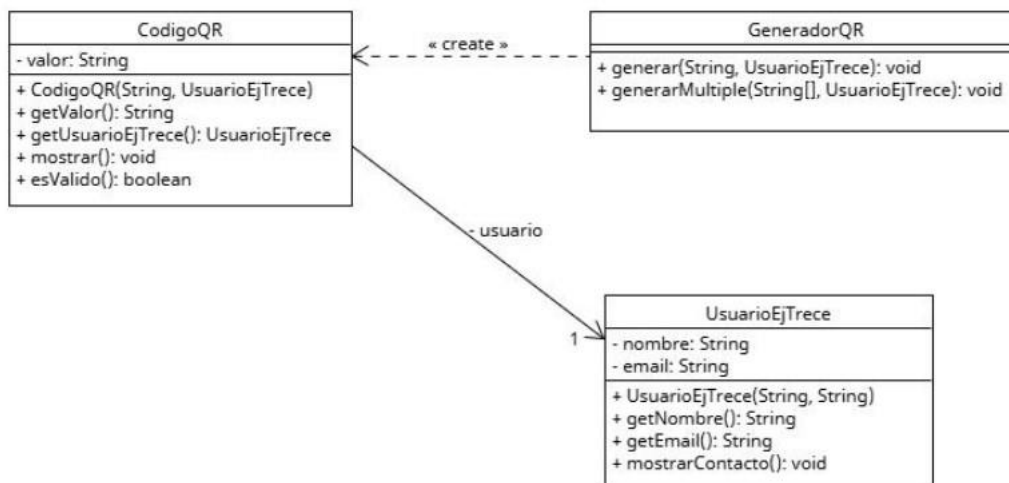 CodigoQR
- valor: String
+ CodigoQR(String, UsuarioEjTrece)
+ getValor(): String
+ getUsuarioEjTrece(): UsuarioEjTrece
+ mostrar(): void
+ esValido(): boolean
« create »
GeneradorQR
+ generar(String, UsuarioEjTrece): void
+ generarMultiple(String[], UsuarioEjTrece): void
- usuario
1
UsuarioEjTrece
- nombre: String
- email: String
+ UsuarioEjTrece(String, String)
+ getNombre(): String
+ getEmail(): String
+ mostrarContacto(): void